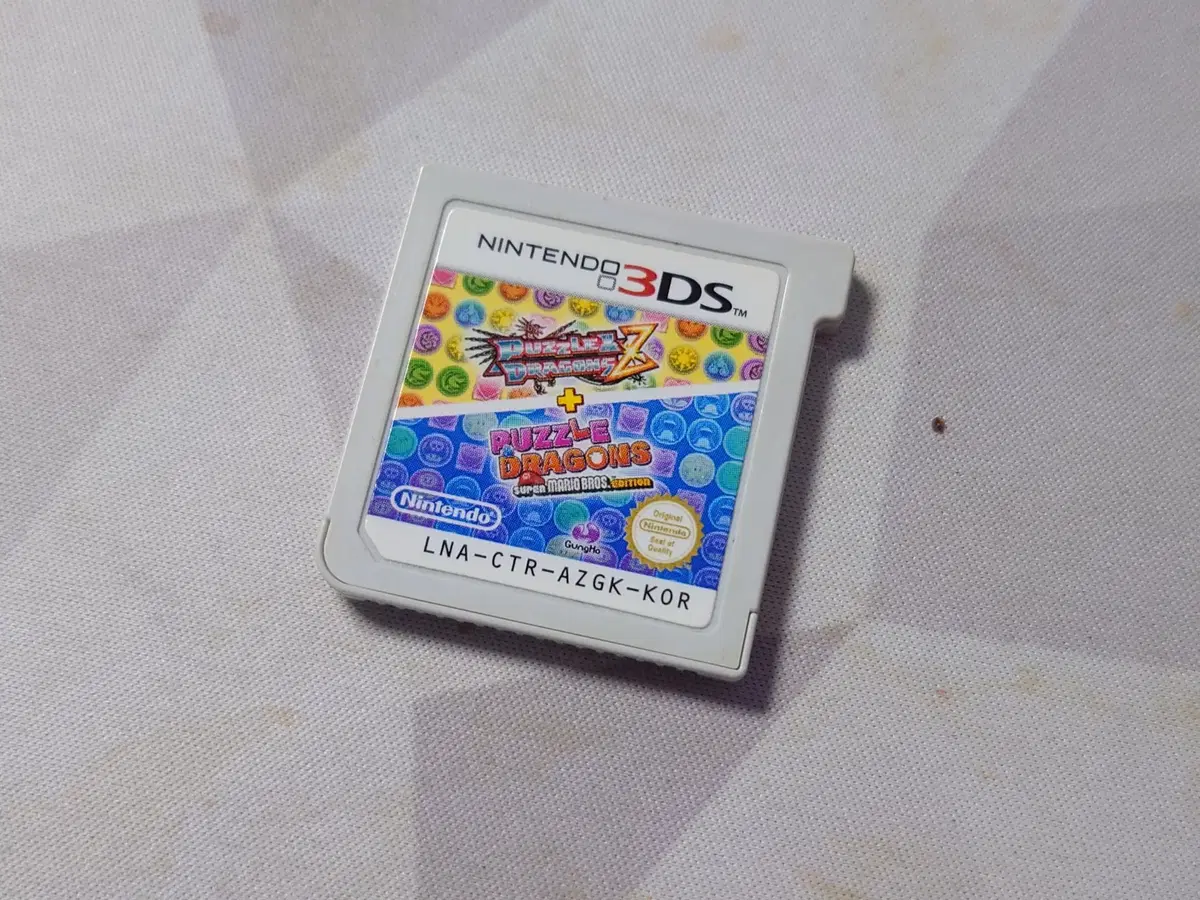 NINTENDO 3DS™
PUZZLE &
DRAGONS Z
+
PUZZLE
& DRAGONS
SUPER MARIO BROS. EDITION
Nintendo
GungHo
Original
Nintendo
Seal of
Quality
LNA-CTR-AZGK-KOR